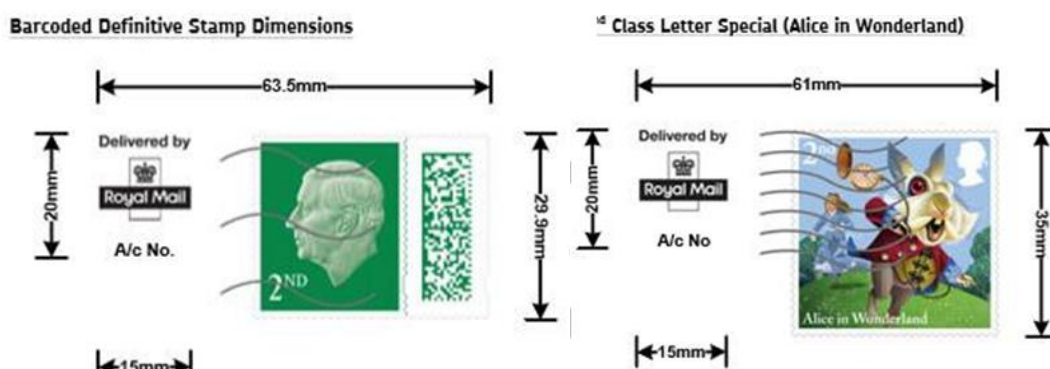 Barcoded Definitive Stamp Dimensions
63.5mm
Delivered by
Royal Mail
A/c No.
20mm
2ND
29.9mm
15mm
Class Letter Special (Alice in Wonderland)
61mm
Delivered by
Royal Mail
A/c No
20mm
2ND
Alice in Wonderland
35mm
15mm